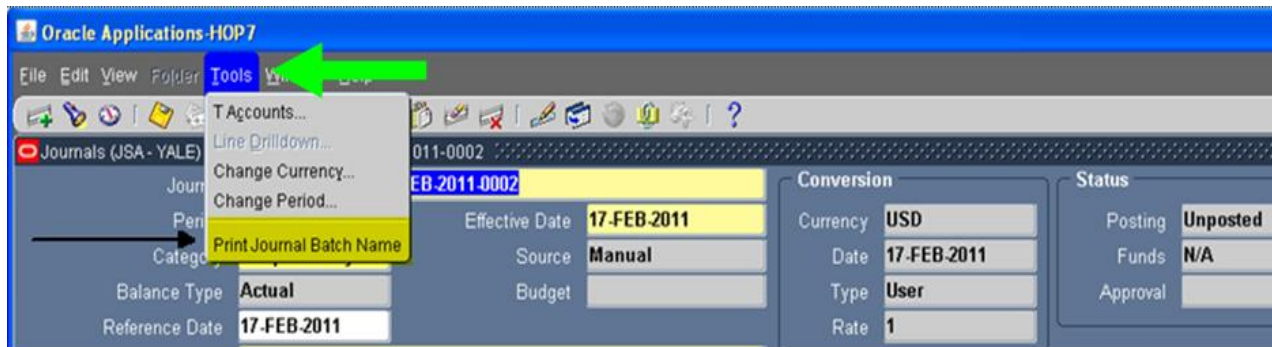 Oracle Applications-HOP7
File Edit View Folder Tools
T Accounts...
Line Drilldown...
Change Currency...
Change Period...
Print Journal Batch Name
Journals (JSA - YALE) 011-0002
EB-2011-0002
Effective Date 17-FEB-2011
Source Manual
Balance Type Actual Budget
Reference Date 17-FEB-2011
Conversion
Currency USD
Date 17-FEB-2011
Type User
Rate 1
Status
Posting Unposted
Funds N/A
Approval